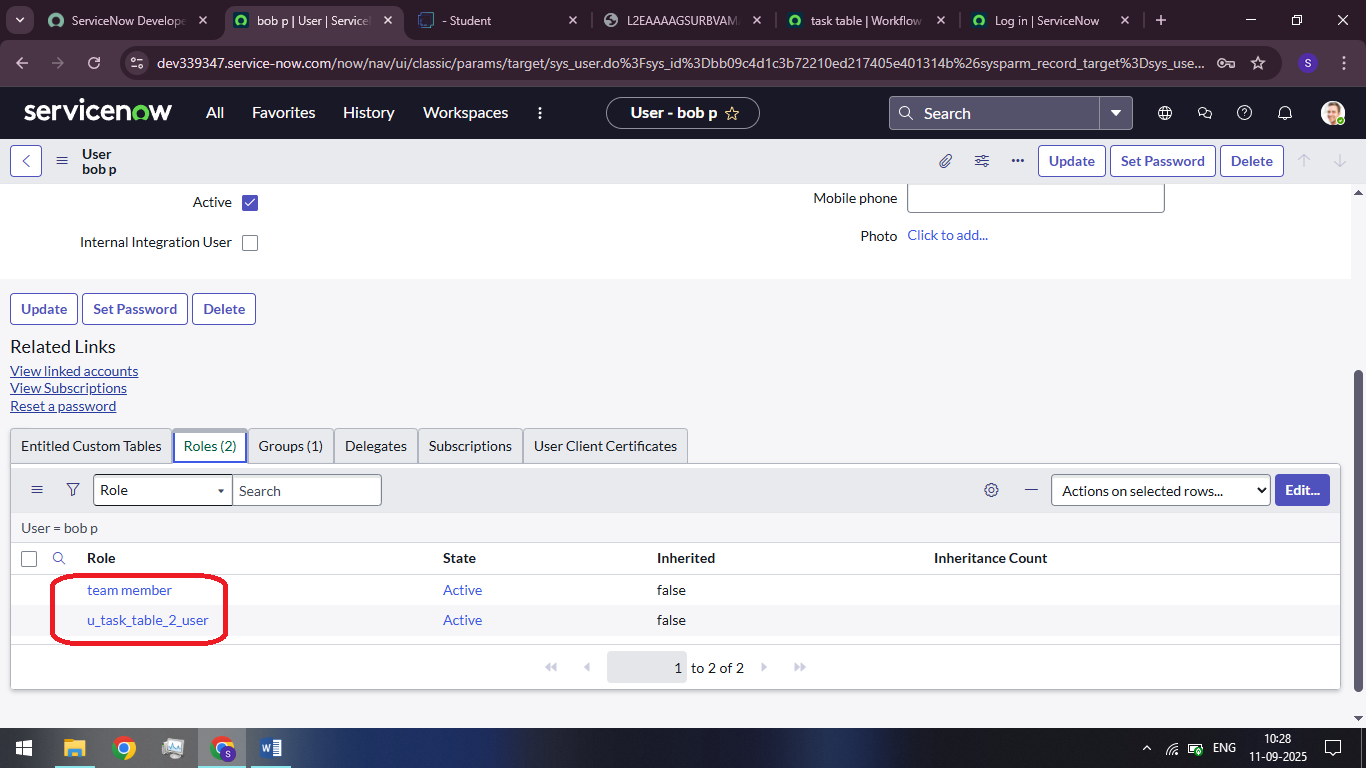 ServiceNow Develope
bob p | User | Service
- Student
L2EAAAAGSURBVAM
task table | Workflow
Log in | ServiceNow
dev339347.service-now.com/now/nav/ui/classic/params/target/sys_user.do%3Fsys_id%3Dbb09c4d1c3b72210ed217405e401314b%26sysparm_record_target%3Dsys_use...
S
servicenow
All
Favorites
History
Workspaces
User - bob p
Search
User
bob p
Update
Set Password
Delete
Active
Mobile phone
Internal Integration User
Photo
Click to add...
Update
Set Password
Delete
Related Links
View linked accounts
View Subscriptions
Reset a password
Entitled Custom Tables
Roles (2)
Groups (1)
Delegates
Subscriptions
User Client Certificates
Role
Search
Actions on selected rows...
Edit...
User = bob p
Role
State
Inherited
Inheritance Count
team member
Active
false
u_task_table_2_user
Active
false
1 to 2 of 2
S
W
ENG
10:28
11-09-2025